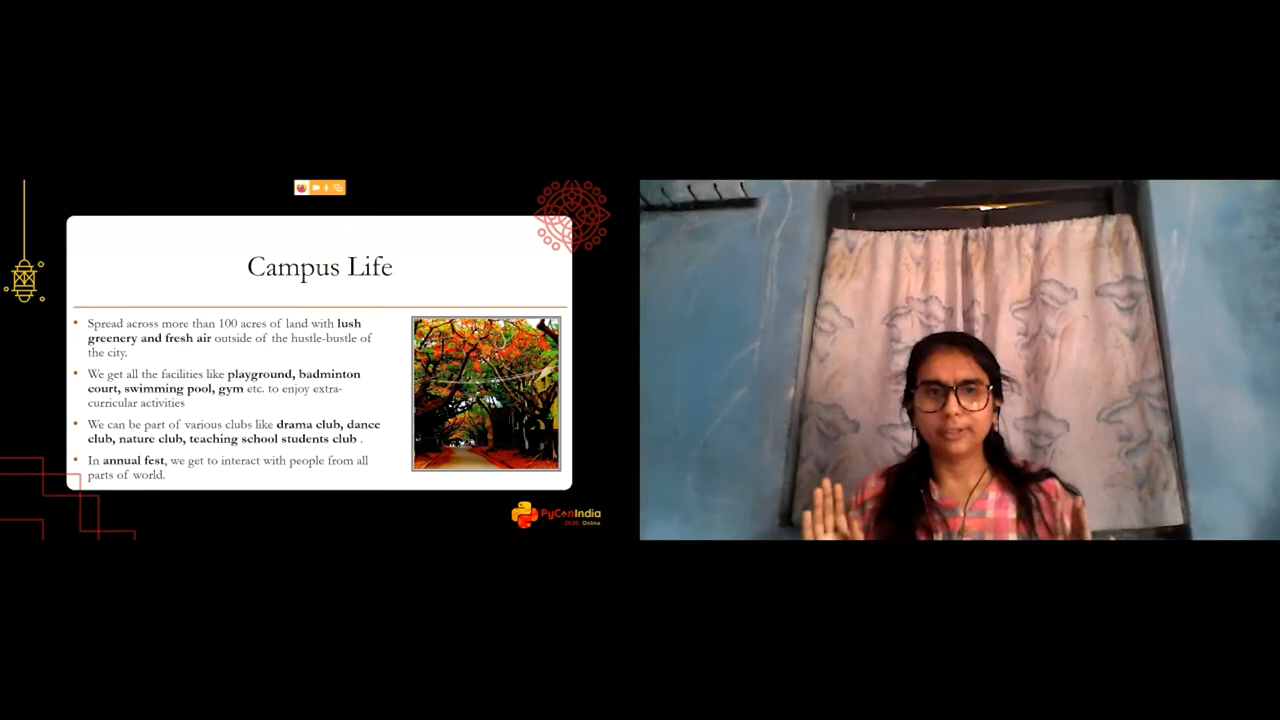 Campus Life
• Spread across more than 100 acres of land with lush
greenery and fresh air outside of the hustle-bustle of
the city.
• We get all the facilities like playground, badminton
court, swimming pool, gym etc. to enjoy extra-
curricular activities
• We can be part of various clubs like drama club, dance
club, nature club, teaching school students club .
• In annual fest, we get to interact with people from all
parts of world.
PyConIndia
2022, Online